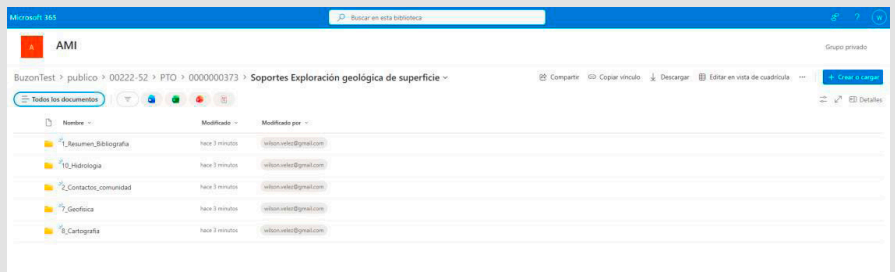 Microsoft 365
Buscar en esta biblioteca
?
W
A
AMI
Grupo privado
BuzonTest > publico > 00222-52 > PTO > 0000000373 > Soportes Exploración geológica de superficie
Compartir
Copiar vínculo
Descargar
Editar en vista de cuadrícula
...
+ Crear o cargar
Todos los documentos
Detalles
Nombre
Modificado
Modificado por
1_Resumen_Bibliografia
hace 3 minutos
wilson.velez@gmail.com
10_Hidrologia
hace 3 minutos
wilson.velez@gmail.com
2_Contactos_comunidad
hace 3 minutos
wilson.velez@gmail.com
7_Geofisica
hace 3 minutos
wilson.velez@gmail.com
8_Cartografia
hace 3 minutos
wilson.velez@gmail.com